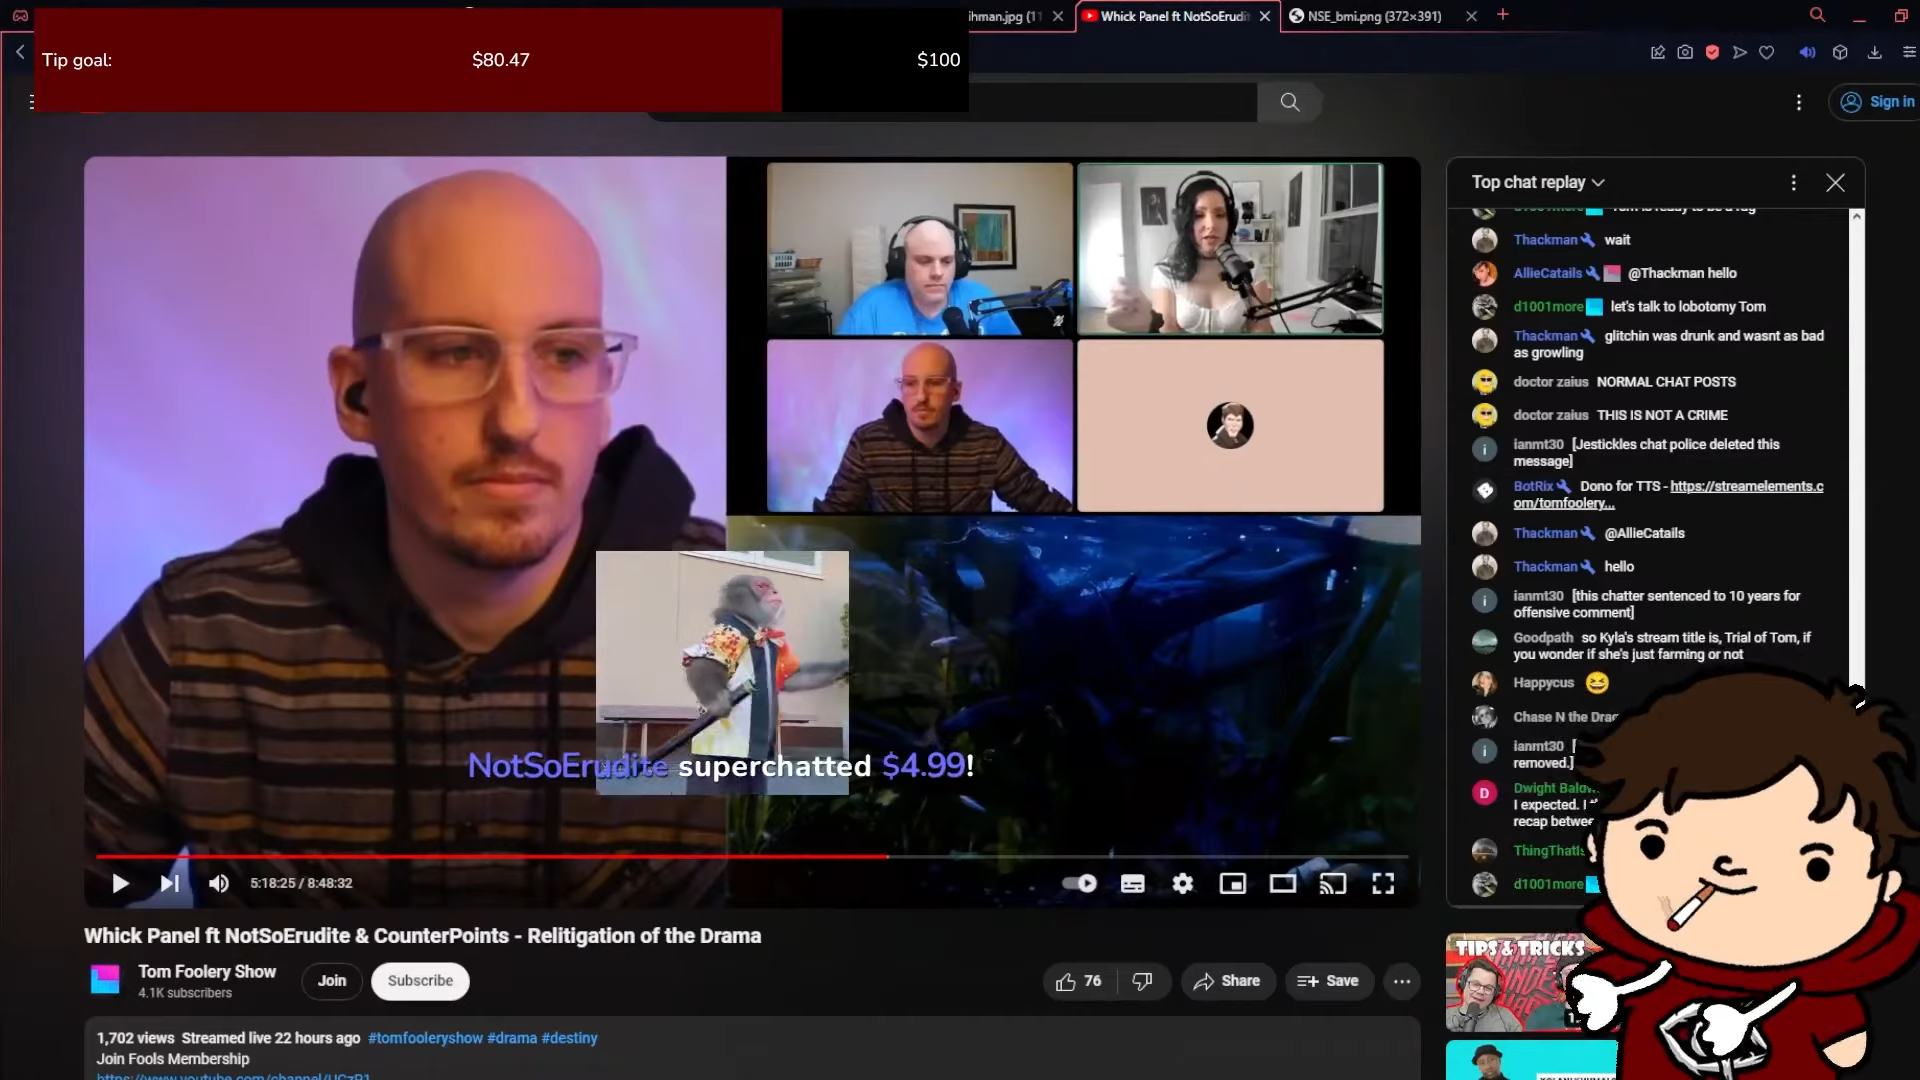 ihman.jpg (11
Whick Panel ft NotSoErudit
NSE_bmi.png (372×391)
Tip goal:
$80.47
$100
Sign in
Top chat replay
Thackman wait
AllieCatails @Thackman hello
d1001more let's talk to lobotomy Tom
Thackman glitchin was drunk and wasnt as bad
as growling
doctor zaius NORMAL CHAT POSTS
doctor zaius THIS IS NOT A CRIME
ianmt30 [Jestickles chat police deleted this
message]
BotRix Dono for TTS - https://streamelements.c
om/tomfoolery...
Thackman @AllieCatails
Thackman hello
ianmt30 [this chatter sentenced to 10 years for
offensive comment]
Goodpath so Kyla's stream title is, Trial of Tom, if
you wonder if she's just farming or not
Happycus
Chase N the Drag
ianmt30 [
removed.]
Dwight Baldw
I expected. I
recap betwee
ThingThatIs
d1001more
NotSoErudite superchatted $4.99!
5:18:25 / 8:48:32
Whick Panel ft NotSoErudite & CounterPoints - Relitigation of the Drama
Tom Foolery Show
4.1K subscribers
Join
Subscribe
76
Share
Save
1,702 views Streamed live 22 hours ago #tomfooleryshow #drama #destiny
Join Fools Membership
TIPS & TRICKS
D